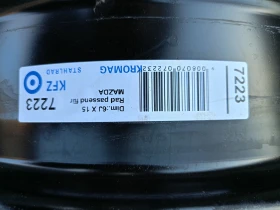 7223
KFZ
STAHLRAD
KROMAG
Dim.:6J X 15
Rad passend für
MAZDA
7223